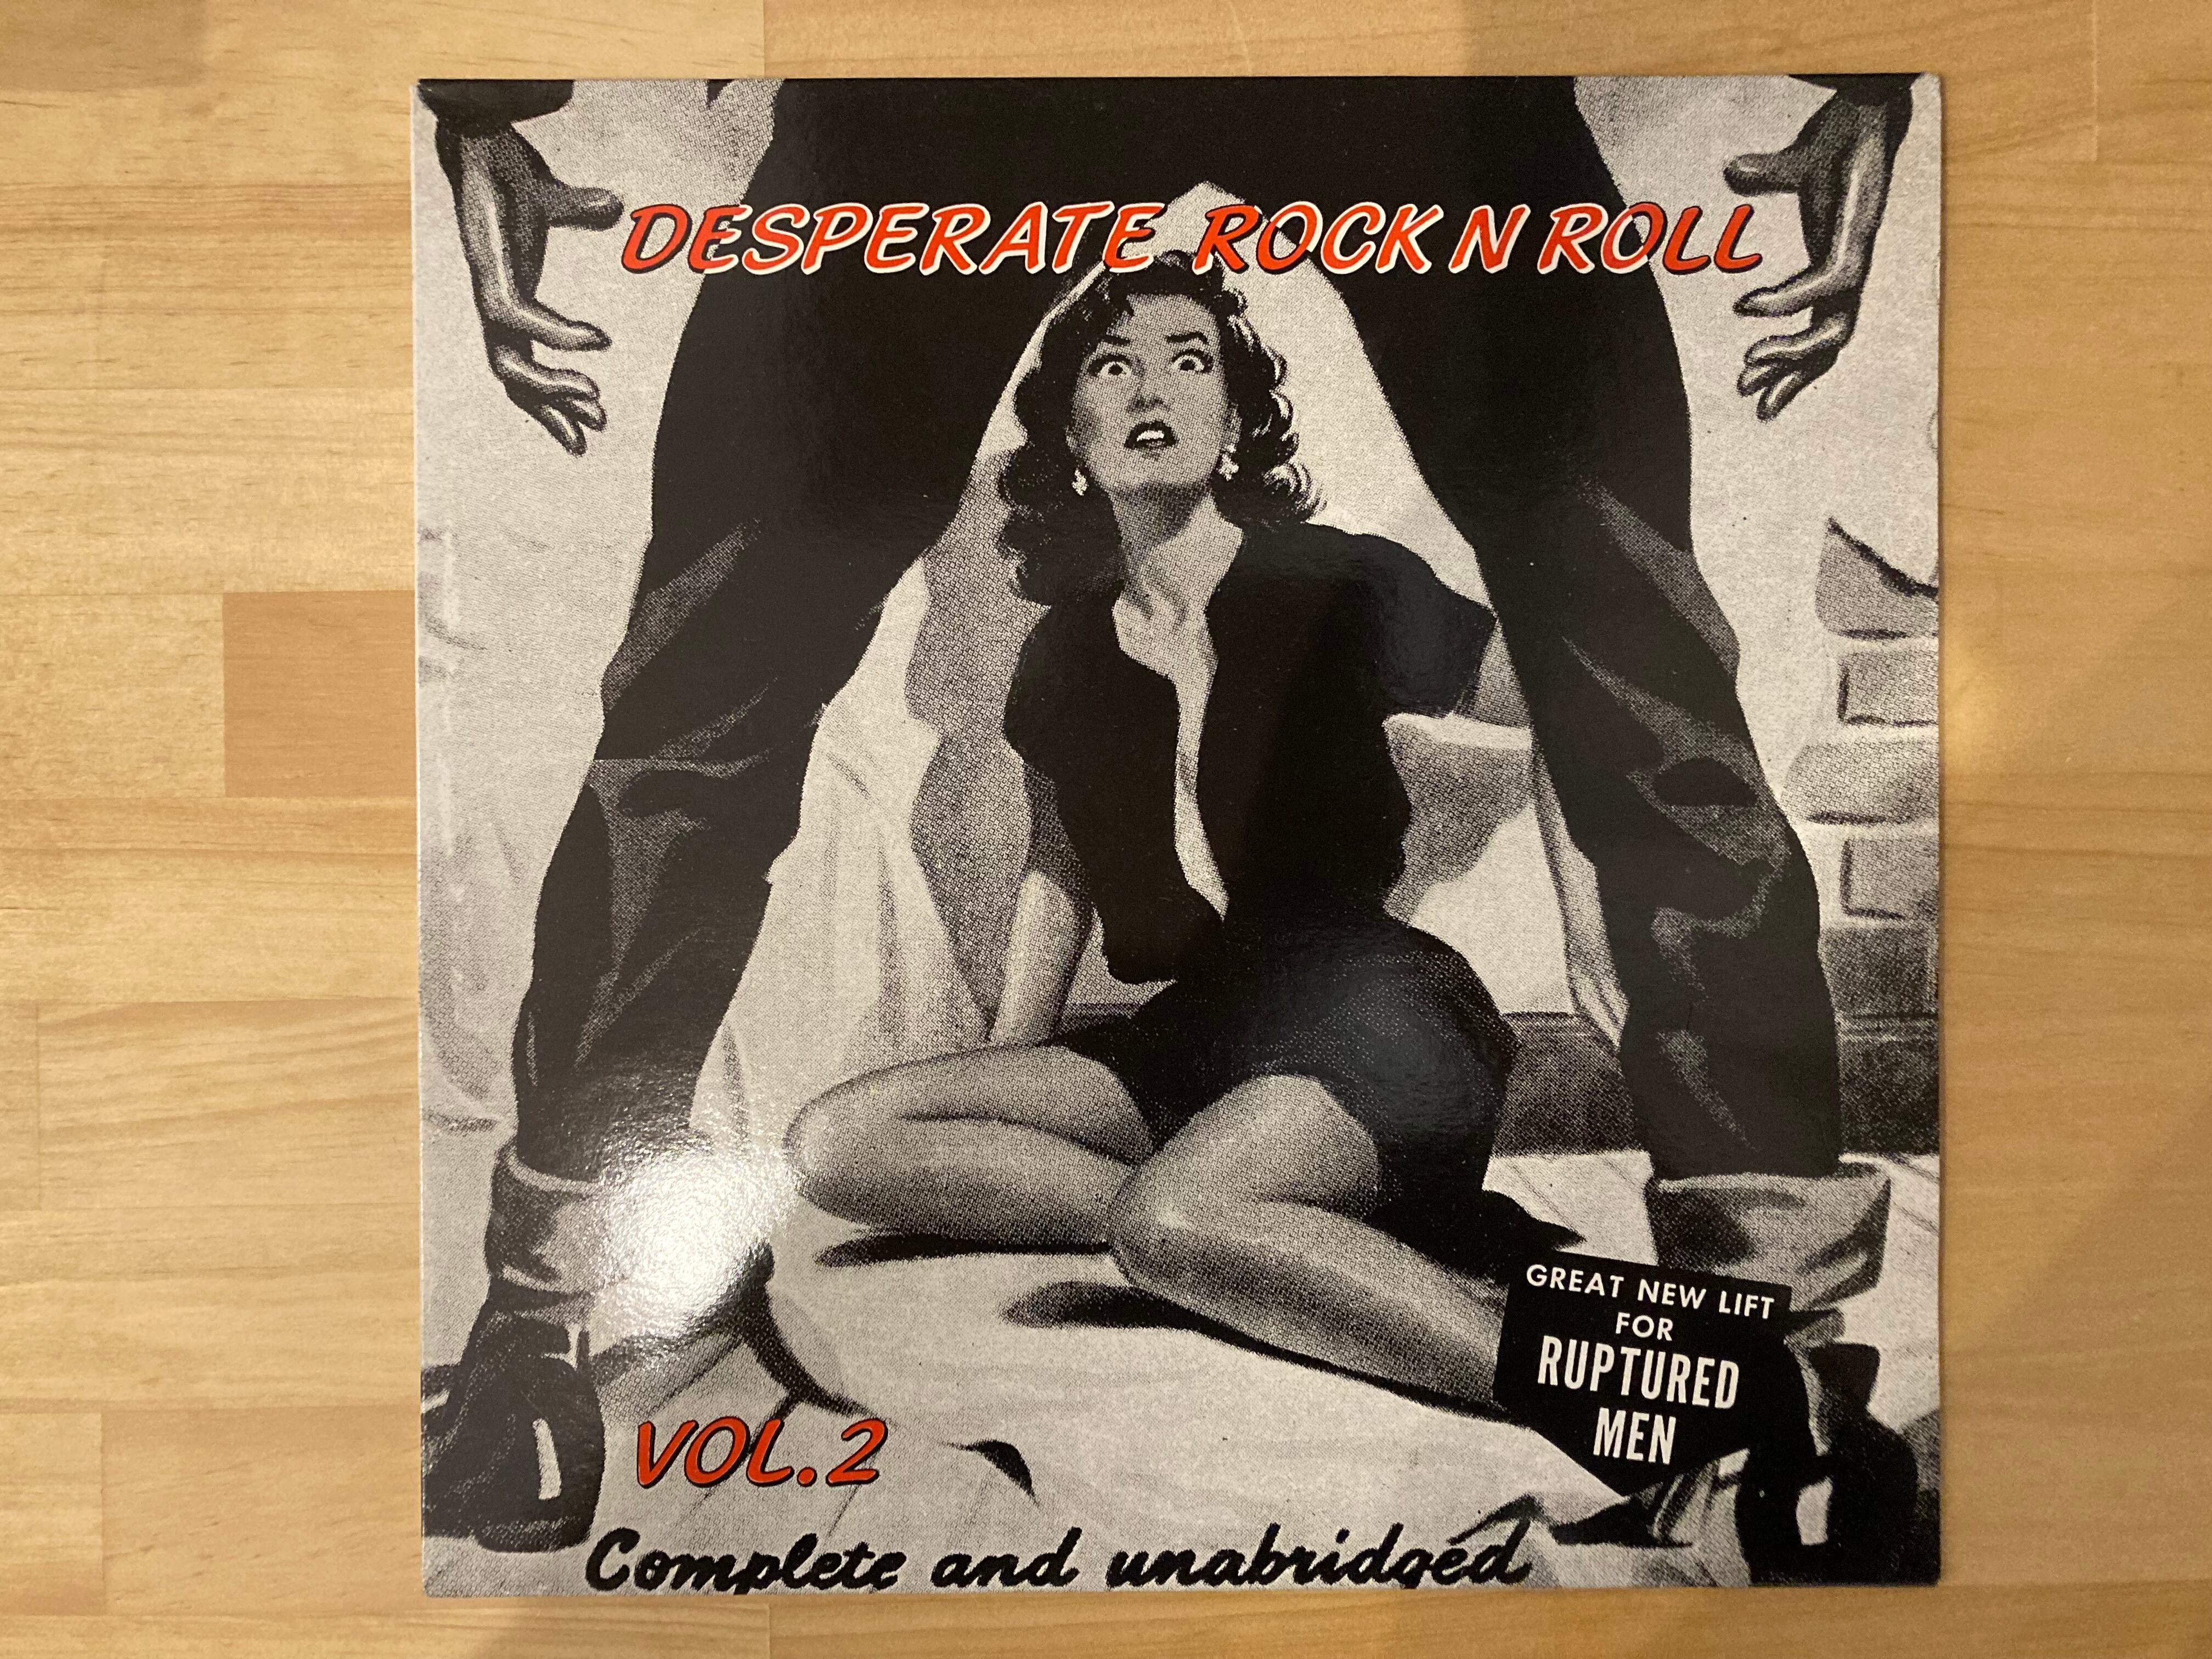 DESPERATE ROCK N ROLL
GREAT NEW LIFT
FOR
RUPTURED
MEN
VOL.2
Complete and unabridged